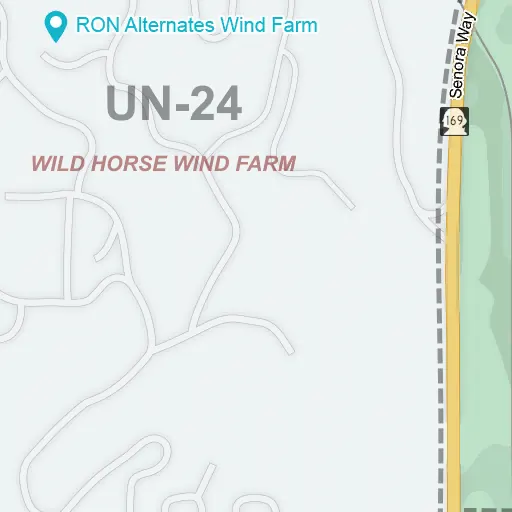 RON Alternates Wind Farm
Senora Way
UN-24
169
WILD HORSE WIND FARM